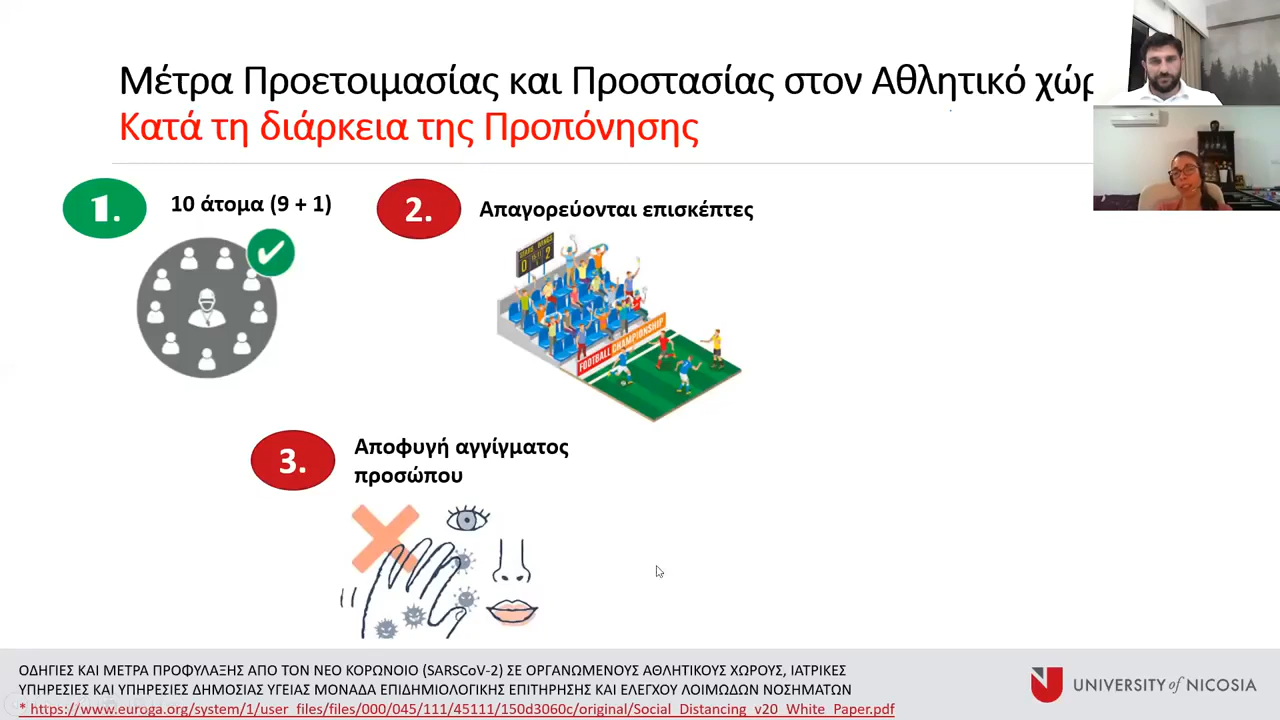 Μέτρα Προετοιμασίας και Προστασίας στον Αθλητικό
Κατά τη διάρκεια της Προπόνησης
1.
10 άτομα (9 + 1)
2.
Απαγορεύονται επισκέπτες
0 2
FOOTBALL CHAMPIONSHIP
3.
Αποφυγή αγγίγματος
προσώπου
ΟΔΗΓΙΕΣ ΚΑΙ ΜΕΤΡΑ ΠΡΟΦΥΛΑΞΗΣ ΑΠΟ ΤΟΝ ΝΕΟ ΚΟΡΩΝΟΙΟ (SARSCoV-2) ΣΕ ΟΡΓΑΝΩΜΕΝΟΥΣ ΑΘΛΗΤΙΚΟΥΣ ΧΩΡΟΥΣ, ΙΑΤΡΙΚΕΣ
ΥΠΗΡΕΣΙΕΣ ΚΑΙ ΥΠΗΡΕΣΙΕΣ ΔΗΜΟΣΙΑΣ ΥΓΕΙΑΣ ΜΟΝΑΔΑ ΕΠΙΔΗΜΙΟΛΟΓΙΚΗΣ ΕΠΙΤΗΡΗΣΗΣ ΚΑΙ ΕΛΕΓΧΟΥ ΛΟΙΜΩΔΩΝ ΝΟΣΗΜΑΤΩΝ
* https://www.euroga.org/system/1/user_files/files/000/045/111/45111/150d3060c/original/Social_Distancing_v20_White_Paper.pdf
UNIVERSITY of NICOSIA